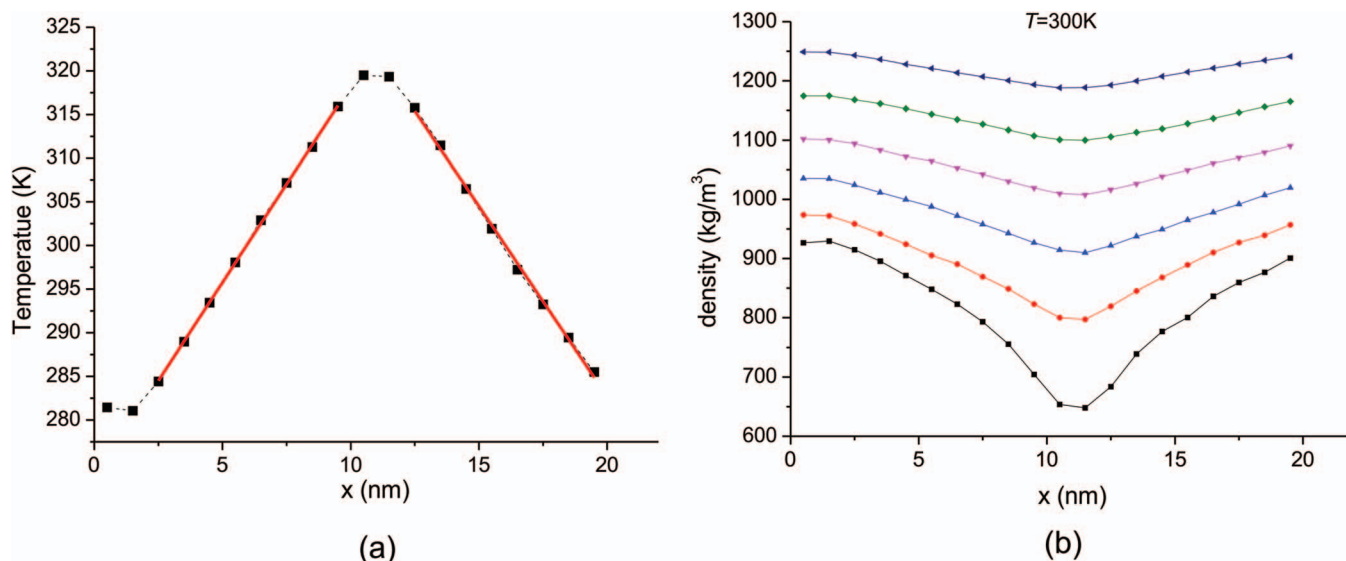 325
320
315
310
305
300
295
290
285
280
Temperatue (K)
0 5 10 15 20
x (nm)
(a)
T=300K
1300
1200
1100
1000
900
800
700
600
density (kg/m³)
0 5 10 15 20
x (nm)
(b)